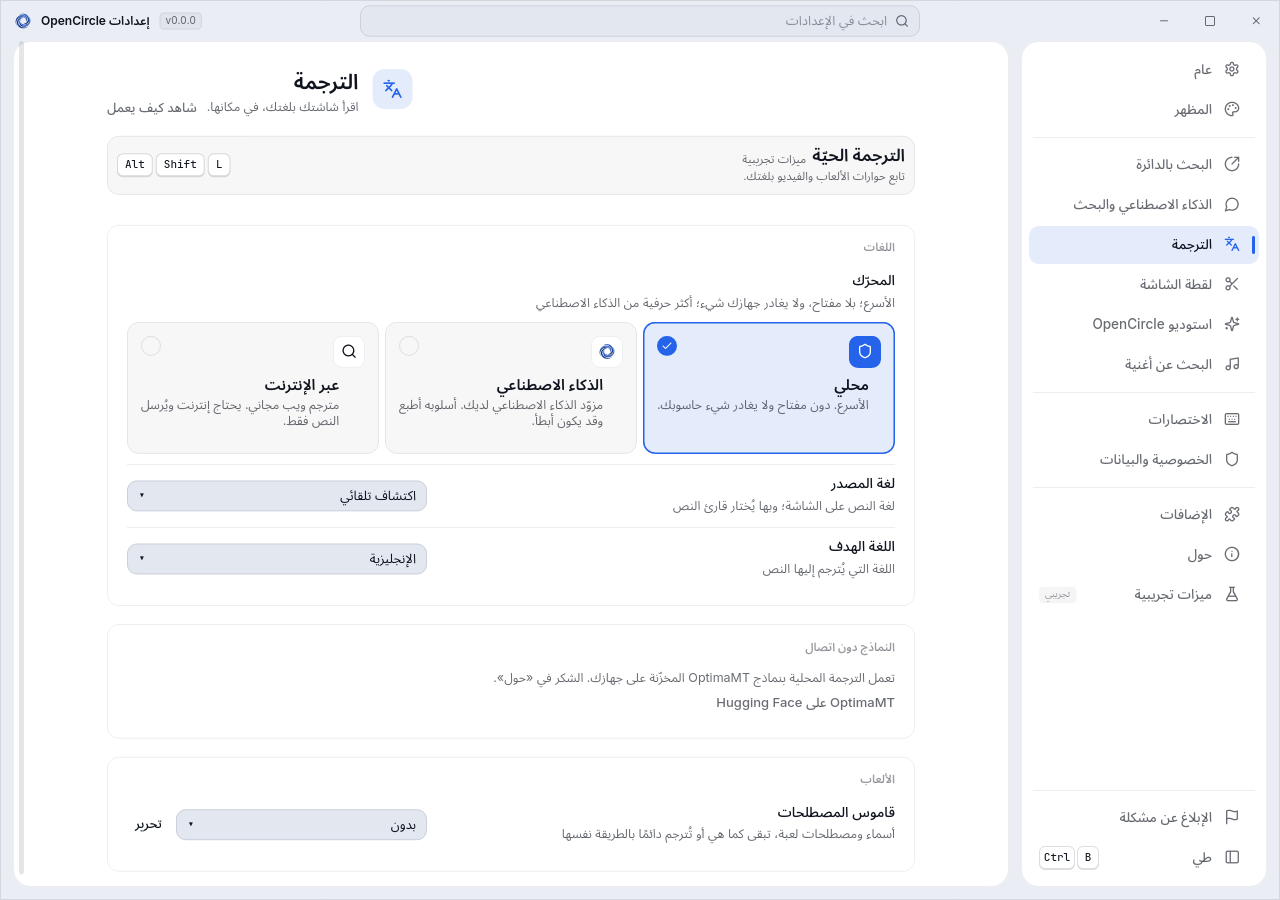 إعدادات OpenCircle
v0.0.0
ابحث في الإعدادات
عام
المظهر
البحث بالدائرة
الذكاء الاصطناعي والبحث
الترجمة
لقطة الشاشة
استوديو OpenCircle
البحث عن أغنية
الاختصارات
الخصوصية والبيانات
الإضافات
حول
ميزات تجريبية
تجريبي
الإبلاغ عن مشكلة
طي
Ctrl B
الترجمة
اقرأ شاشتك بلغتك، في مكانها. شاهد كيف يعمل
الترجمة الحيّة ميزات تجريبية
تابع حوارات الألعاب والفيديو بلغتك.
Alt Shift L
اللغات
المحرّك
الأسرع؛ بلا مفتاح، ولا يغادر جهازك شيء؛ أكثر حرفية من الذكاء الاصطناعي
محلي
الأسرع. دون مفتاح ولا يغادر شيء حاسوبك.
الذكاء الاصطناعي
مزوّد الذكاء الاصطناعي لديك. أسلوبه أطبع
وقد يكون أبطأ.
عبر الإنترنت
مترجم ويب مجاني. يحتاج إنترنت ويُرسل
النص فقط.
لغة المصدر
لغة النص على الشاشة؛ وبها يُختار قارئ النص
اكتشاف تلقائي
اللغة الهدف
اللغة التي يُترجم إليها النص
الإنجليزية
النماذج دون اتصال
تعمل الترجمة المحلية بنماذج OptimaMT المخزّنة على جهازك. الشكر في «حول».
OptimaMT على Hugging Face
الألعاب
قاموس المصطلحات
أسماء ومصطلحات لعبة، تبقى كما هي أو تُترجم دائمًا بالطريقة نفسها
بدون
تحرير